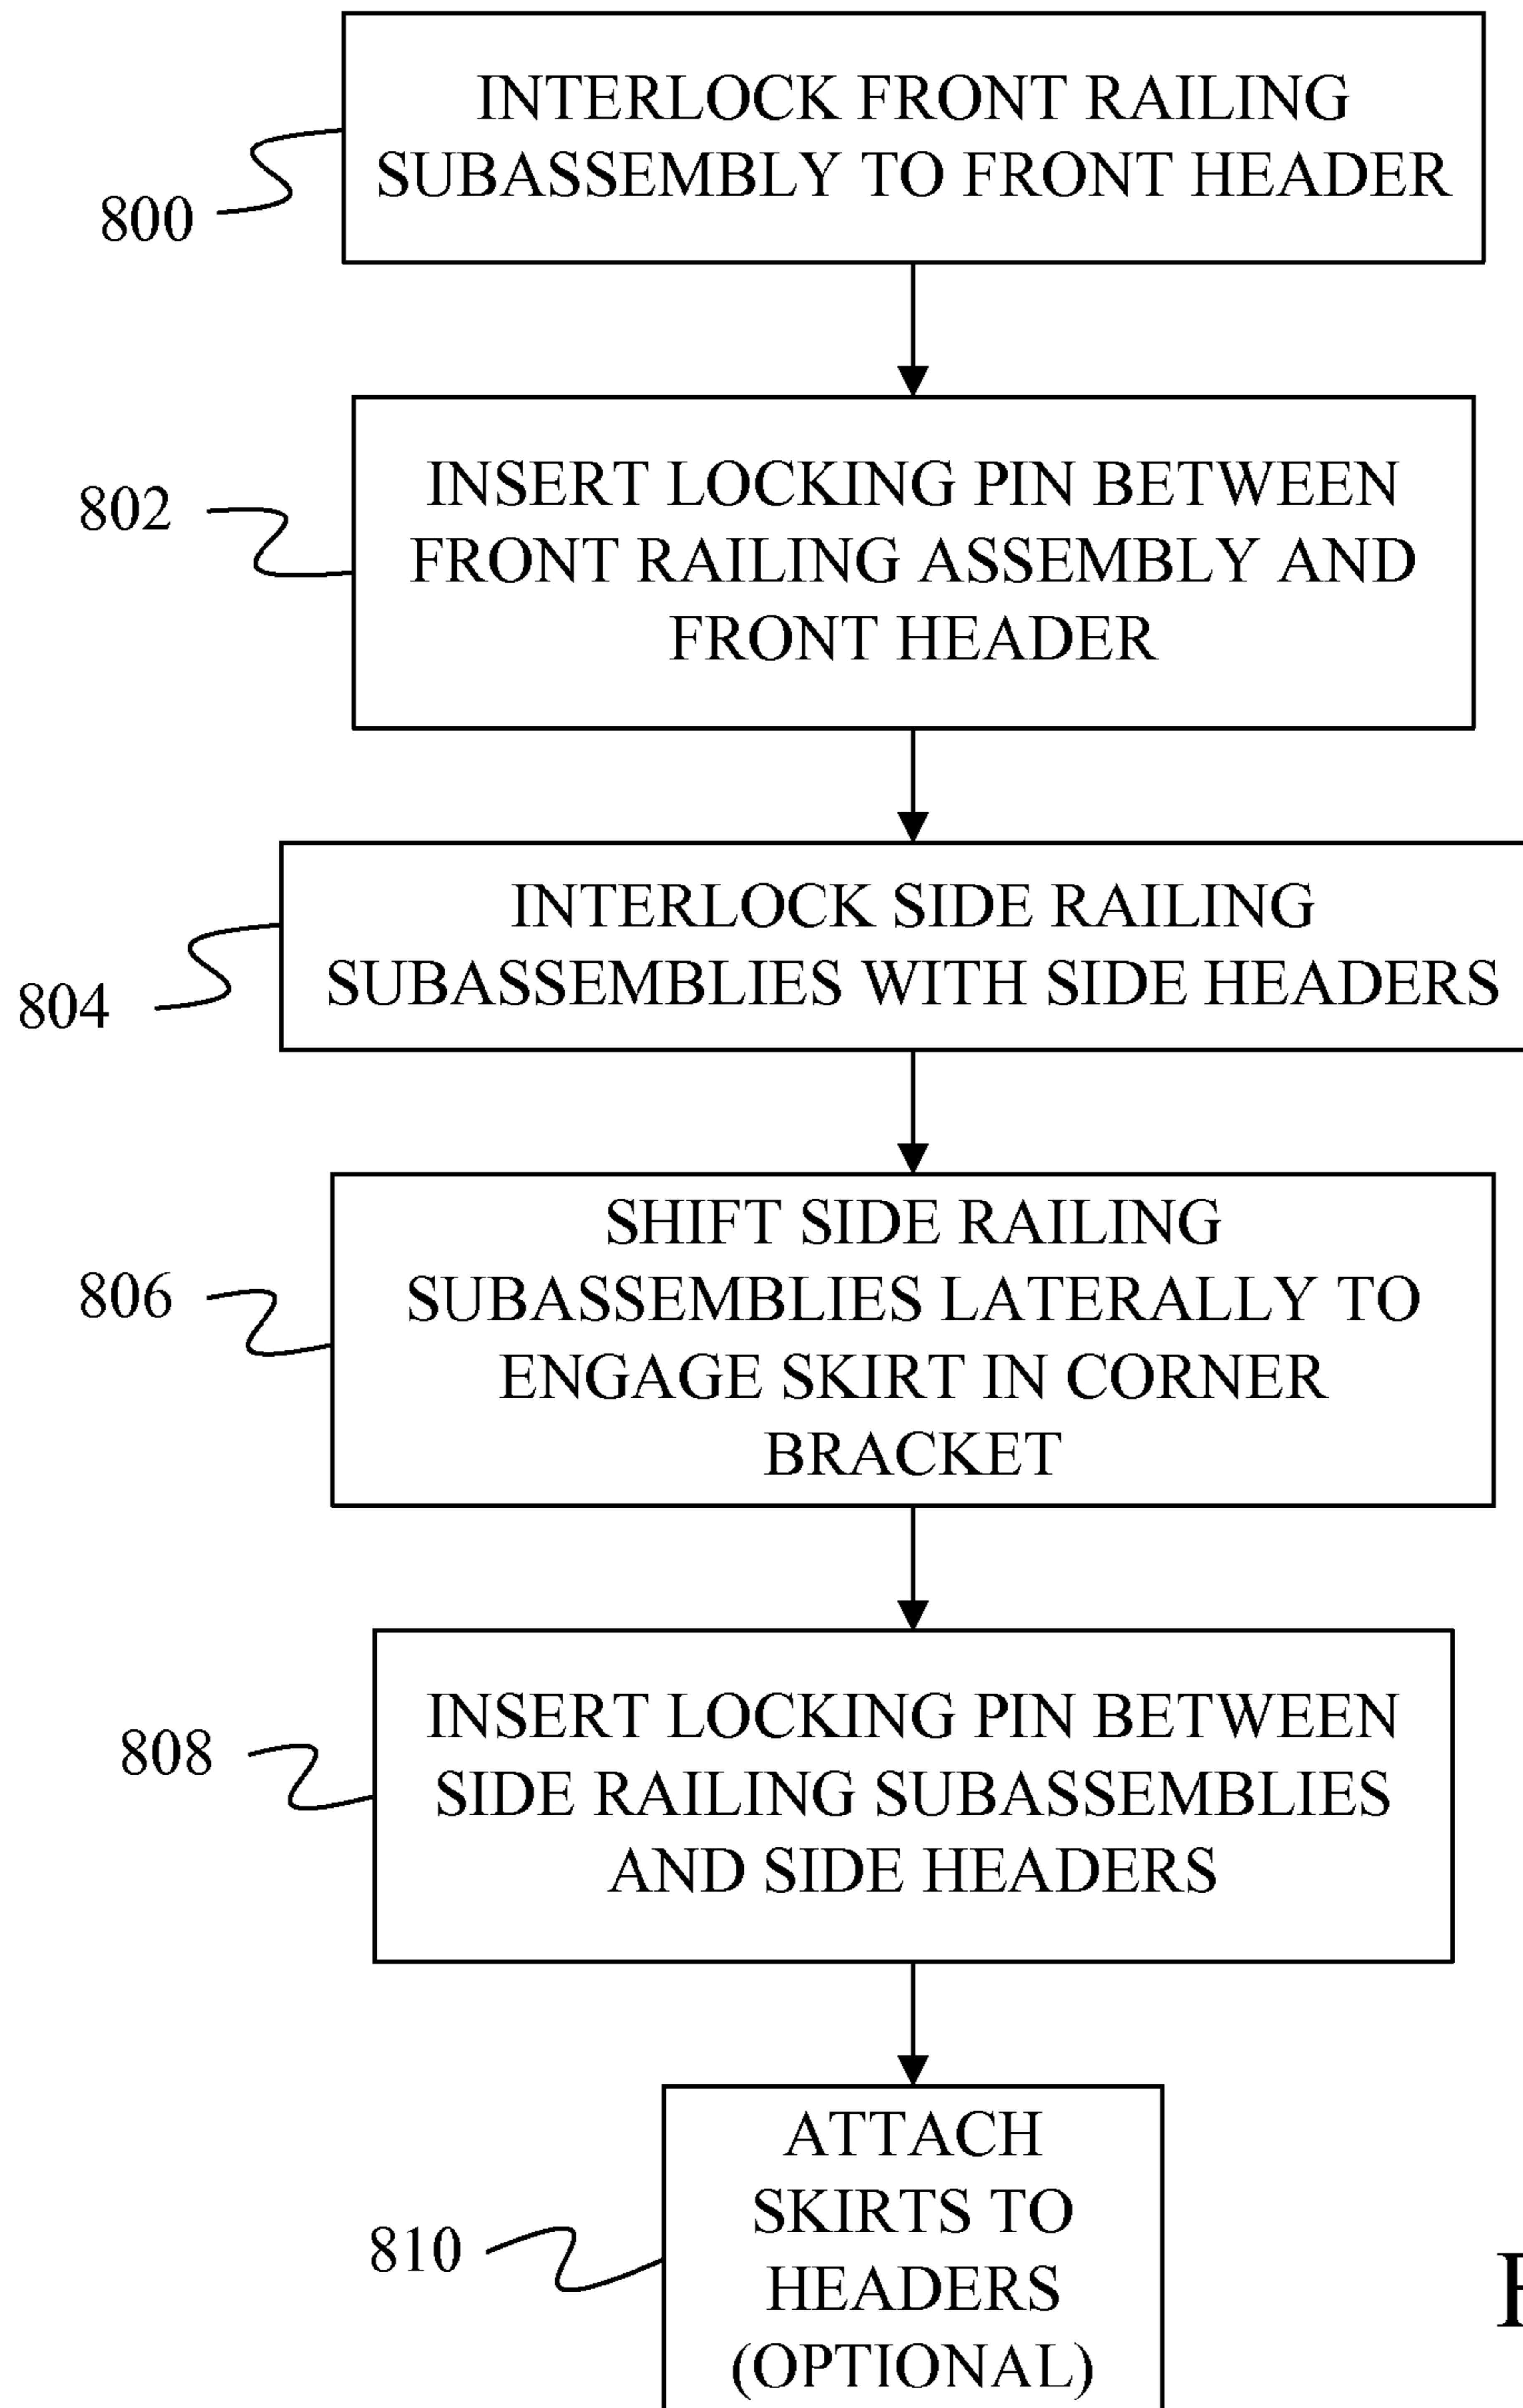 INTERLOCK FRONT RAILING
SUBASSEMBLY TO FRONT HEADER
800
INSERT LOCKING PIN BETWEEN
FRONT RAILING ASSEMBLY AND
FRONT HEADER
802
INTERLOCK SIDE RAILING
SUBASSEMBLIES WITH SIDE HEADERS
804
SHIFT SIDE RAILING
SUBASSEMBLIES LATERALLY TO
ENGAGE SKIRT IN CORNER
BRACKET
806
INSERT LOCKING PIN BETWEEN
SIDE RAILING SUBASSEMBLIES
AND SIDE HEADERS
808
ATTACH
SKIRTS TO
HEADERS
(OPTIONAL)
810